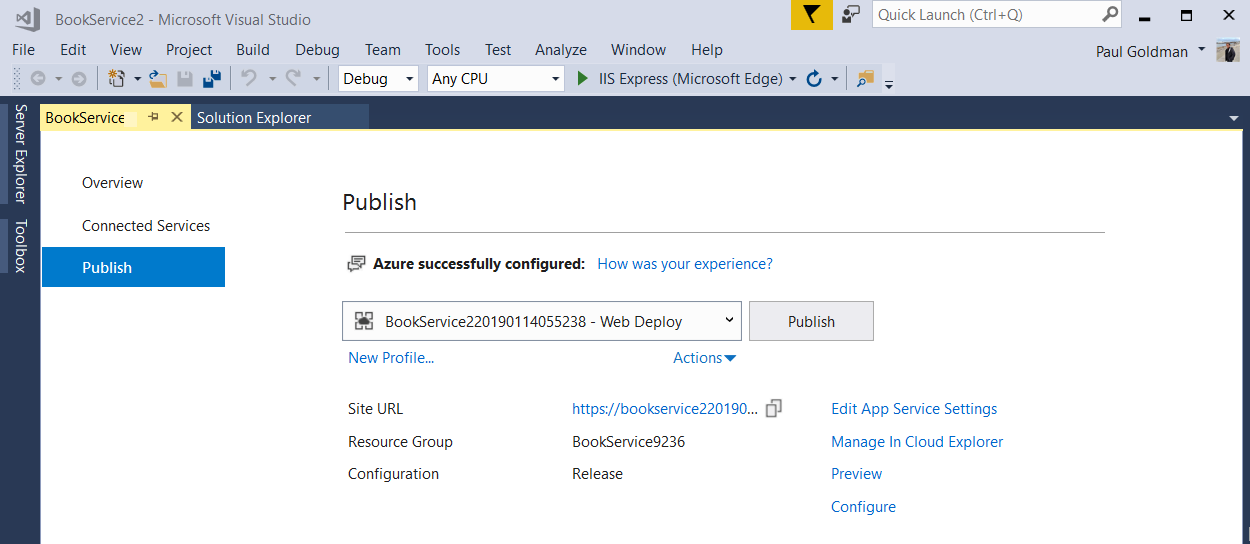 BookService2 - Microsoft Visual Studio
Quick Launch (Ctrl+Q)
File Edit View Project Build Debug Team Tools Test Analyze Window Help
Paul Goldman
Debug Any CPU IIS Express (Microsoft Edge)
BookService Solution Explorer
Server Explorer
Toolbox
Overview
Connected Services
Publish
Publish
Azure successfully configured: How was your experience?
BookService220190114055238 - Web Deploy Publish
New Profile... Actions
Site URL https://bookservice220190... Edit App Service Settings
Resource Group BookService9236 Manage In Cloud Explorer
Configuration Release Preview
Configure